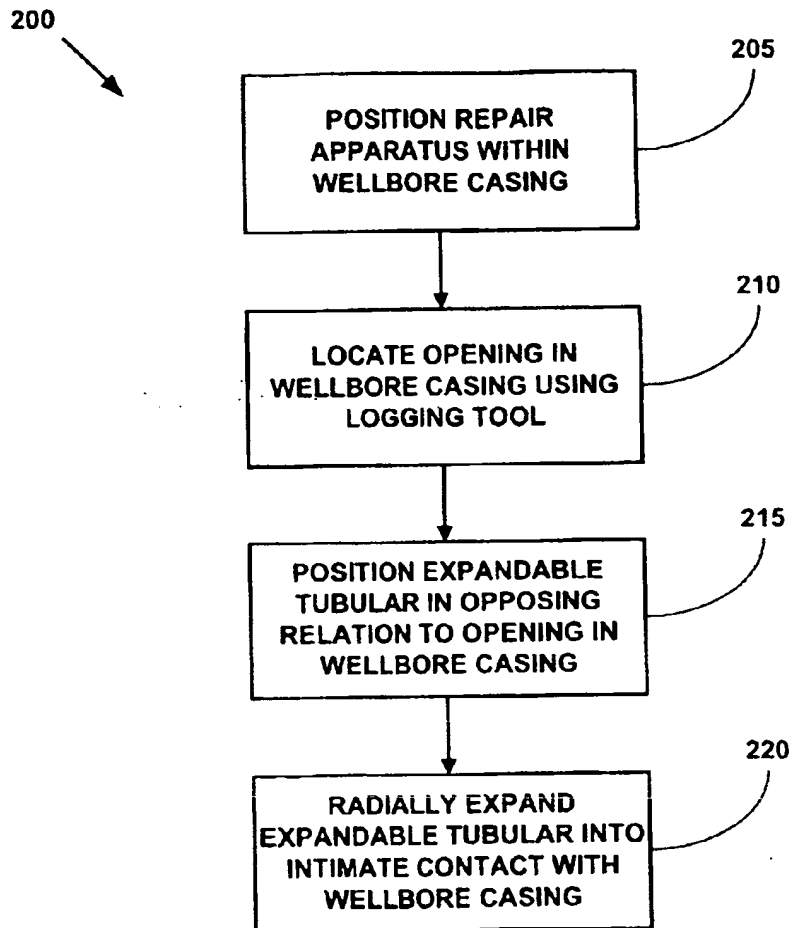 200
205
POSITION REPAIR
APPARATUS WITHIN
WELLBORE CASING
210
LOCATE OPENING IN
WELLBORE CASING USING
LOGGING TOOL
215
POSITION EXPANDABLE
TUBULAR IN OPPOSING
RELATION TO OPENING IN
WELLBORE CASING
220
RADIALLY EXPAND
EXPANDABLE TUBULAR INTO
INTIMATE CONTACT WITH
WELLBORE CASING